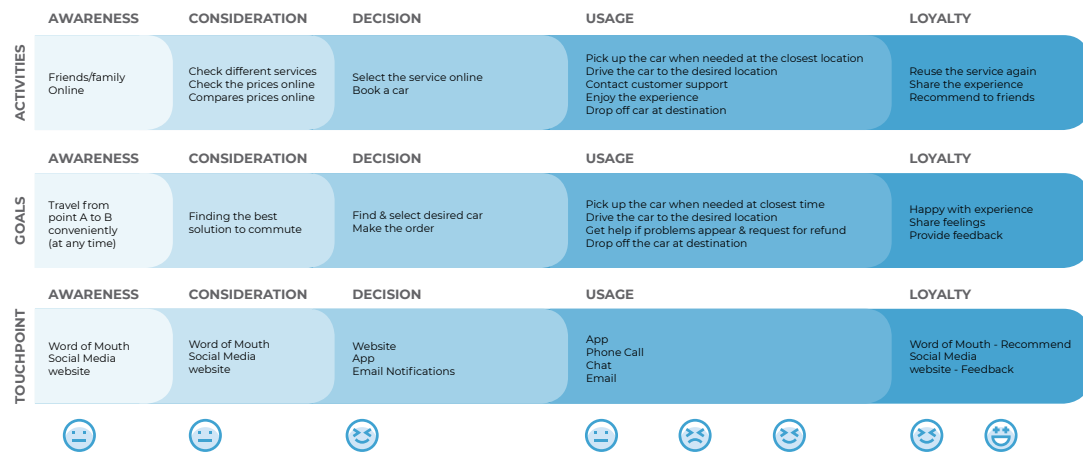 AWARENESS
CONSIDERATION
DECISION
USAGE
LOYALTY
ACTIVITIES
Friends/family
Online
Check different services
Check the prices online
Compares prices online
Select the service online
Book a car
Pick up the car when needed at the closest location
Drive the car to the desired location
Contact customer support
Enjoy the experience
Drop off car at destination
Reuse the service again
Share the experience
Recommend to friends
AWARENESS
CONSIDERATION
DECISION
USAGE
LOYALTY
GOALS
Travel from
point A to B
conveniently
(at any time)
Finding the best
solution to commute
Find & select desired car
Make the order
Pick up the car when needed at closest time
Drive the car to the desired location
Get help if problems appear & request for refund
Drop off the car at destination
Happy with experience
Share feelings
Provide feedback
AWARENESS
CONSIDERATION
DECISION
USAGE
LOYALTY
TOUCHPOINT
Word of Mouth
Social Media
website
Word of Mouth
Social Media
website
Website
App
Email Notifications
App
Phone Call
Chat
Email
Word of Mouth - Recommend
Social Media
website - Feedback